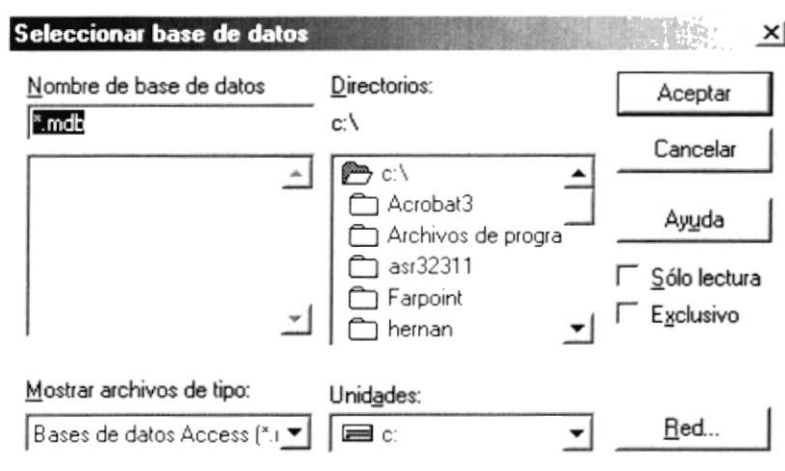 Seleccionar base de datos
Nombre de base de datos
*.mdb
Directorios:
c:\
c:\
Acrobat3
Archivos de progra
asr32311
Farpoint
hernan
Mostrar archivos de tipo:
Bases de datos Access (*.
Unidades:
c:
Aceptar
Cancelar
Ayuda
Sólo lectura
Exclusivo
Red...